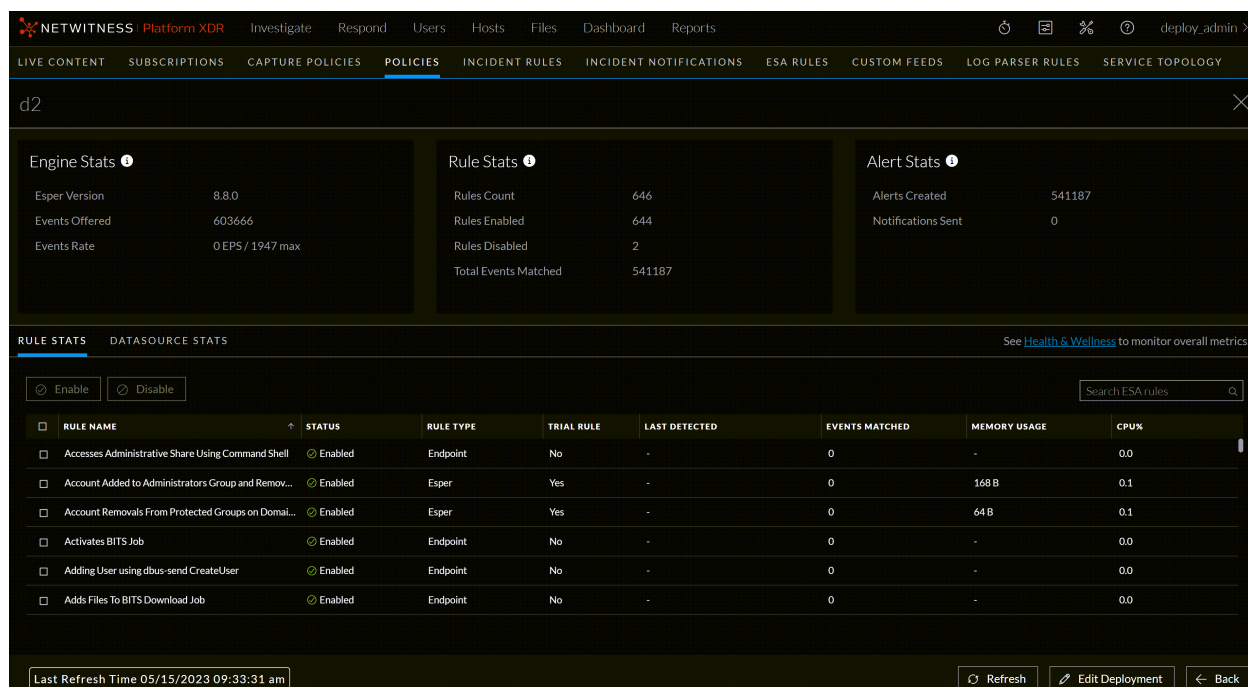 NETWITNESS Platform XDR Investigate Respond Users Hosts Files Dashboard Reports deploy_admin
LIVE CONTENT SUBSCRIPTIONS CAPTURE POLICIES POLICIES INCIDENT RULES INCIDENT NOTIFICATIONS ESA RULES CUSTOM FEEDS LOG PARSER RULES SERVICE TOPOLOGY
d2
Engine Stats
Esper Version 8.8.0
Events Offered 603666
Events Rate 0 EPS / 1947 max
Rule Stats
Rules Count 646
Rules Enabled 644
Rules Disabled 2
Total Events Matched 541187
Alert Stats
Alerts Created 541187
Notifications Sent 0
RULE STATS DATASOURCE STATS See Health & Wellness to monitor overall metrics
Enable Disable Search ESA rules
RULE NAME STATUS RULE TYPE TRIAL RULE LAST DETECTED EVENTS MATCHED MEMORY USAGE CPU%
Accesses Administrative Share Using Command Shell Enabled Endpoint No - 0 - 0.0
Account Added to Administrators Group and Remov... Enabled Esper Yes - 0 168 B 0.1
Account Removals From Protected Groups on Domai... Enabled Esper Yes - 0 64 B 0.1
Activates BITS Job Enabled Endpoint No - 0 - 0.0
Adding User using dbus-send CreateUser Enabled Endpoint No - 0 - 0.0
Adds Files To BITS Download Job Enabled Endpoint No - 0 - 0.0
Last Refresh Time 05/15/2023 09:33:31 am Refresh Edit Deployment Back